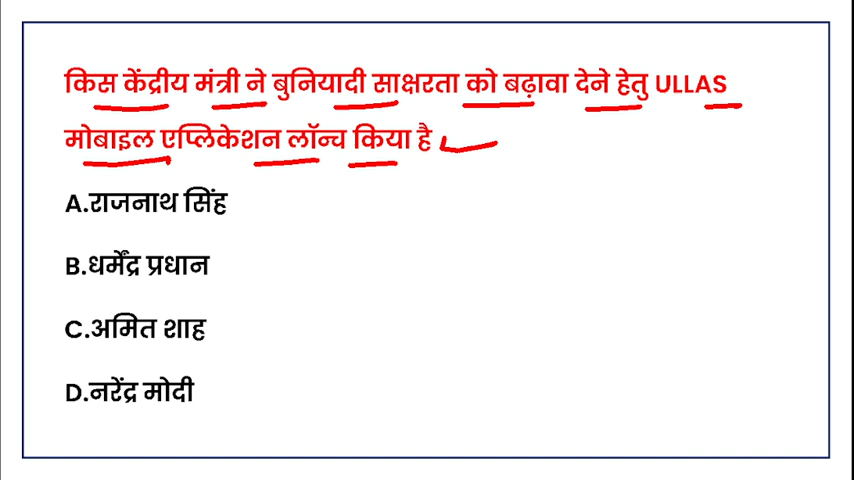 किस केंद्रीय मंत्री ने बुनियादी साक्षरता को बढ़ावा देने हेतु ULLAS
मोबाइल एप्लिकेशन लॉन्च किया है
A.राजनाथ सिंह
B.धर्मेंद्र प्रधान
C.अमित शाह
D.नरेंद्र मोदी